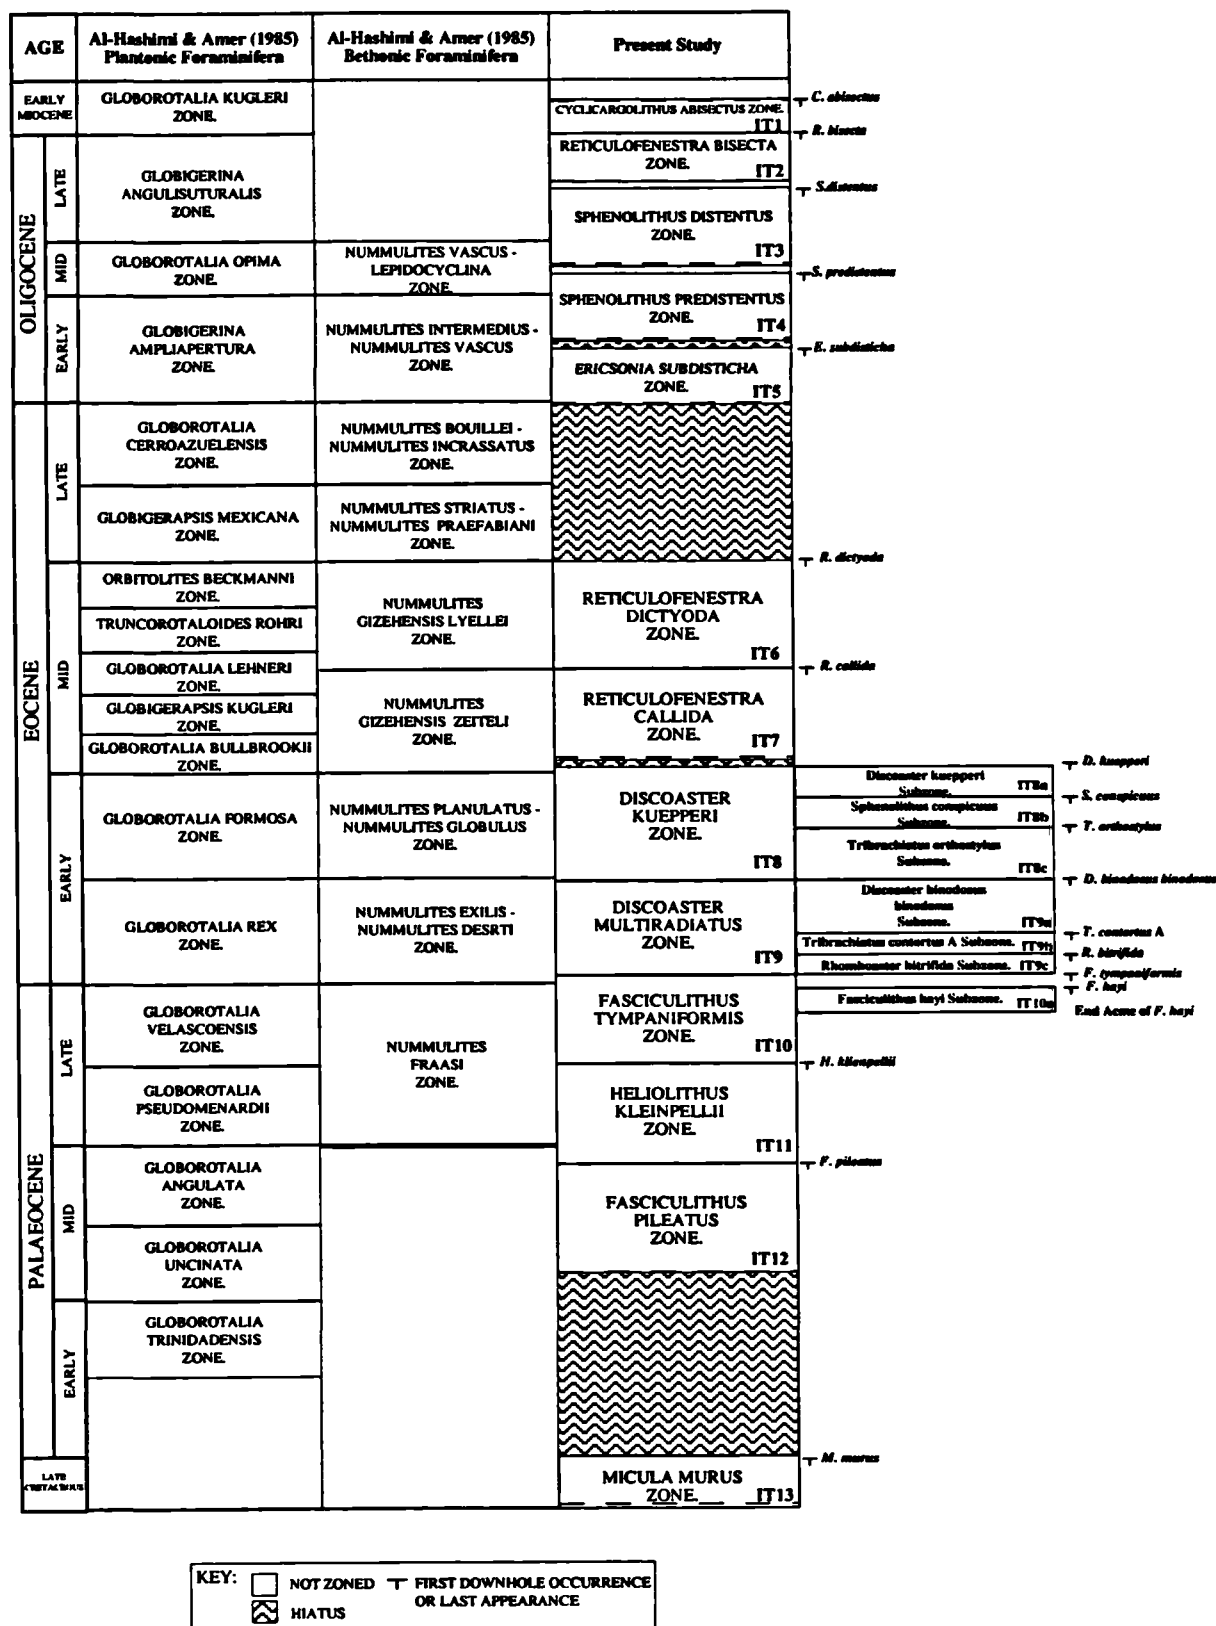 AGE
Al-Hashimi & Amer (1985)
Plantonic Foraminifera
Al-Hashimi & Amer (1985)
Bethonic Foraminifera
Present Study
EARLY
MIOCENE
GLOBOROTALIA KUGLERI
ZONE.
CYCLICARGOLITHUS ABISECTUS ZONE.
IT1
C. abisectus
R. bisecta
OLIGOCENE
LATE
GLOBIGERINA
ANGULISUTURALIS
ZONE.
RETICULOFENESTRA BISECTA
ZONE.
IT2
S.distentus
SPHENOLITHUS DISTENTUS
ZONE.
IT3
MID
GLOBOROTALIA OPIMA
ZONE.
NUMMULITES VASCUS -
LEPIDOCYCLINA
ZONE.
S. predistentus
SPHENOLITHUS PREDISTENTUS
ZONE.
IT4
EARLY
GLOBIGERINA
AMPLIAPERTURA
ZONE.
NUMMULITES INTERMEDIUS -
NUMMULITES VASCUS
ZONE.
E. subdisticha
ERICSONIA SUBDISTICHA
ZONE.
IT5
EOCENE
LATE
GLOBOROTALIA
CERROAZUELENSIS
ZONE.
NUMMULITES BOUILLEI -
NUMMULITES INCRASSATUS
ZONE.
GLOBIGERAPSIS MEXICANA
ZONE.
NUMMULITES STRIATUS -
NUMMULITES PRAEFABIANI
ZONE.
R. dictyoda
MID
ORBITOLITES BECKMANNI
ZONE.
TRUNCOROTALOIDES ROHRI
ZONE.
GLOBOROTALIA LEHNERI
ZONE.
GLOBIGERAPSIS KUGLERI
ZONE.
GLOBOROTALIA BULLBROOKII
ZONE.
NUMMULITES
GIZEHENSIS LYELLEI
ZONE.
NUMMULITES
GIZEHENSIS ZEITELI
ZONE.
RETICULOFENESTRA
DICTYODA
ZONE.
IT6
R. callida
RETICULOFENESTRA
CALLIDA
ZONE.
IT7
D. kuepperi
EARLY
GLOBOROTALIA FORMOSA
ZONE.
NUMMULITES PLANULATUS -
NUMMULITES GLOBULUS
ZONE.
DISCOASTER
KUEPPERI
ZONE.
IT8
Discoaster kuepperi
Subzone.
IT8a
S. conspicuus
Sphenolithus conspicuus
Subzone.
IT8b
T. orthostylus
Tribrachiatus orthostylus
Subzone.
IT8c
D. binodosus binodosus
GLOBOROTALIA REX
ZONE.
NUMMULITES EXILIS -
NUMMULITES DESRTI
ZONE.
DISCOASTER
MULTIRADIATUS
ZONE.
IT9
Discoaster binodosus
binodosus
Subzone.
IT9a
T. contortus A
Tribrachiatus contortus A Subzone.
IT9b
R. bitrifida
Rhomboaster bitrifida Subzone.
IT9c
F. tympaniformis
F. hayi
PALAEOCENE
LATE
GLOBOROTALIA
VELASCOENSIS
ZONE.
GLOBOROTALIA
PSEUDOMENARDII
ZONE.
NUMMULITES
FRAASI
ZONE.
FASCICULITHUS
TYMPANIFORMIS
ZONE.
IT10
Fasciculithus hayi Subzone.
IT10a
End Acme of F. hayi
H. klienpellii
HELIOLITHUS
KLEINPELLII
ZONE.
IT11
F. pileatus
MID
GLOBOROTALIA
ANGULATA
ZONE.
GLOBOROTALIA
UNCINATA
ZONE.
FASCICULITHUS
PILEATUS
ZONE.
IT12
EARLY
GLOBOROTALIA
TRINIDADENSIS
ZONE.
M. murus
LATE
CRETACEOUS
MICULA MURUS
ZONE.
IT13
KEY:
NOT ZONED
FIRST DOWNHOLE OCCURRENCE
OR LAST APPEARANCE
HIATUS